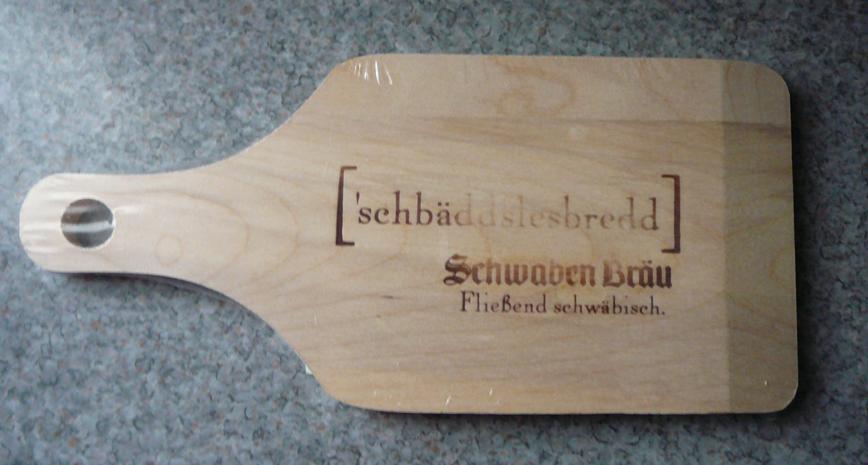 ['schbäddslesbredd]
Schwaben Bräu
Fließend schwäbisch.